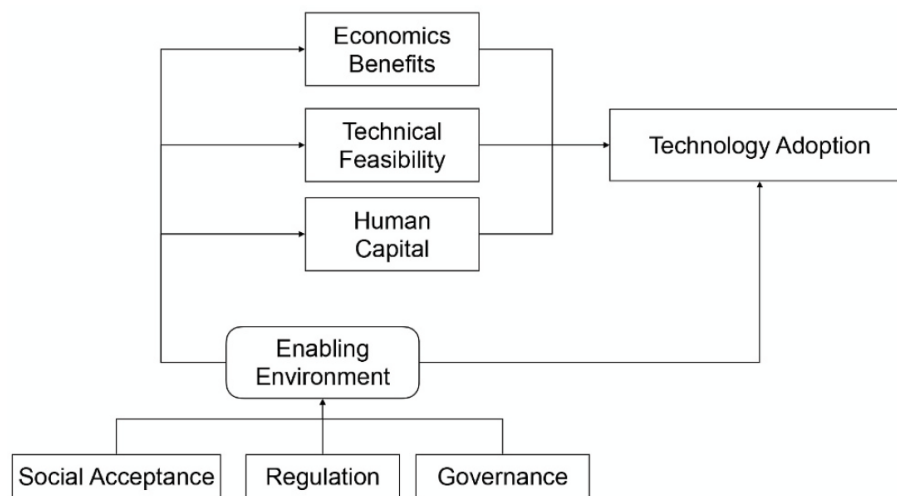 Economics
Benefits
Technical
Feasibility
Technology Adoption
Human
Capital
Enabling
Environment
Social Acceptance
Regulation
Governance